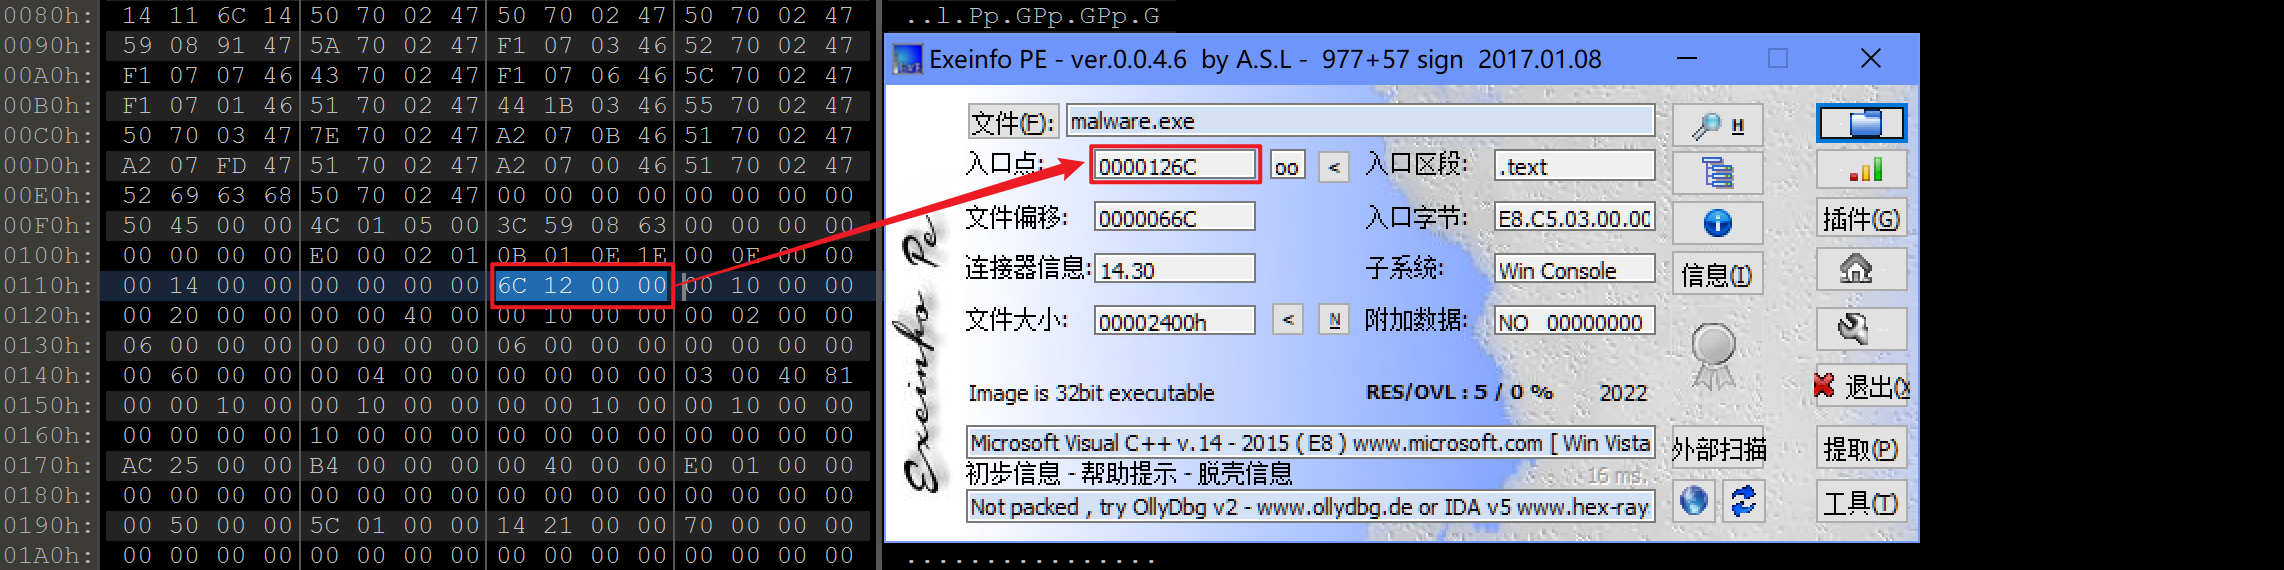 0080h: 14 11 6C 14 50 70 02 47 50 70 02 47 50 70 02 47 ..l.Pp.GPp.GPp.G
0090h: 59 08 91 47 5A 70 02 47 F1 07 03 46 52 70 02 47
00A0h: F1 07 07 46 43 70 02 47 F1 07 06 46 5C 70 02 47
00B0h: F1 07 01 46 51 70 02 47 44 1B 03 46 55 70 02 47
00C0h: 50 70 03 47 7E 70 02 47 A2 07 0B 46 51 70 02 47
00D0h: A2 07 FD 47 51 70 02 47 A2 07 00 46 51 70 02 47
00E0h: 52 69 63 68 50 70 02 47 00 00 00 00 00 00 00 00
00F0h: 50 45 00 00 4C 01 05 00 3C 59 08 63 00 00 00 00
0100h: 00 00 00 00 E0 00 02 01 0B 01 0E 1E 00 0E 00 00
0110h: 00 14 00 00 00 00 00 00 6C 12 00 00 00 10 00 00
0120h: 00 20 00 00 00 00 40 00 00 10 00 00 00 02 00 00
0130h: 06 00 00 00 00 00 00 00 06 00 00 00 00 00 00 00
0140h: 00 60 00 00 00 04 00 00 00 00 00 00 03 00 40 81
0150h: 00 00 10 00 00 10 00 00 00 00 10 00 00 10 00 00
0160h: 00 00 00 00 10 00 00 00 00 00 00 00 00 00 00 00
0170h: AC 25 00 00 B4 00 00 00 00 40 00 00 E0 01 00 00
0180h: 00 00 00 00 00 00 00 00 00 00 00 00 00 00 00 00
0190h: 00 50 00 00 5C 01 00 00 14 21 00 00 70 00 00 00
01A0h: 00 00 00 00 00 00 00 00 00 00 00 00 00 00 00 00 ................
Exeinfo PE - ver.0.0.4.6 by A.S.L - 977+57 sign 2017.01.08
文件(F): malware.exe H
入口点: 0000126C oo < 入口区段: .text
文件偏移: 0000066C 入口字节: E8.C5.03.00.00 插件(G)
连接器信息: 14.30 子系统: Win Console 信息(I)
文件大小: 00002400h < N 附加数据: NO 00000000
Exeinfo Pe
Image is 32bit executable RES/OVL : 5 / 0 % 2022 退出(X
Microsoft Visual C++ v.14 - 2015 ( E8 ) www.microsoft.com [ Win Vista 外部扫描 提取(P)
初步信息 - 帮助提示 - 脱壳信息 16 ms.
Not packed , try OllyDbg v2 - www.ollydbg.de or IDA v5 www.hex-ray 工具(T)